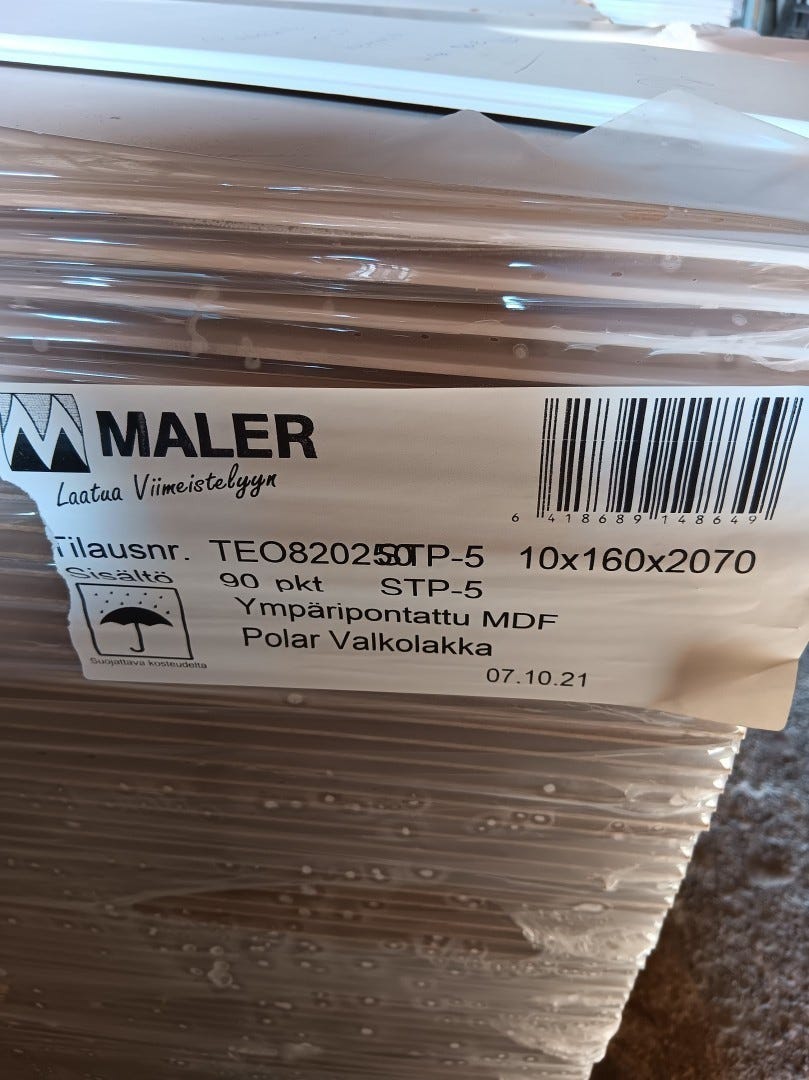 MALER
Laatua Viimeistelyyn
6 418689 148649
Tilausnr. TEO820250 STP-5 10x160x2070
Sisältö 90 pkt STP-5
Ympäripontattu MDF
Polar Valkolakka
Suojattava kosteudelta
07.10.21